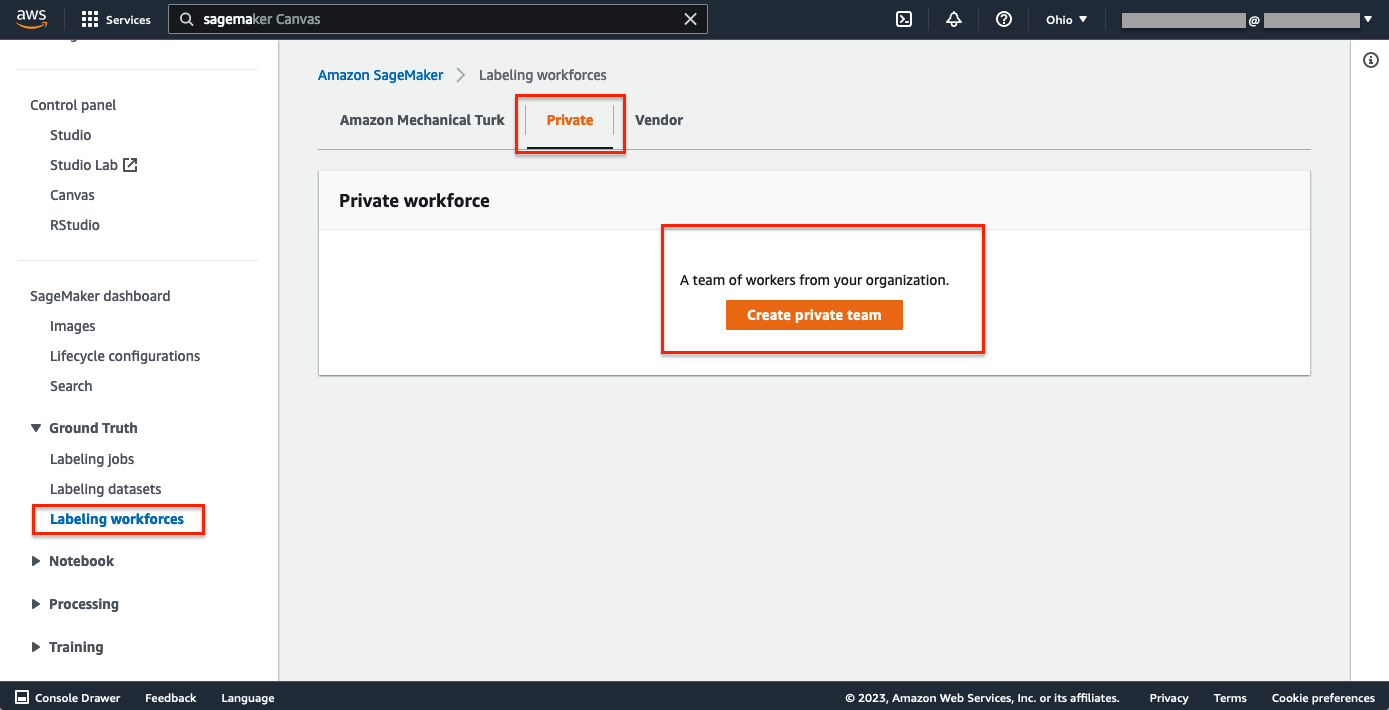 aws
Services
sagemaker Canvas
Ohio
@
Amazon SageMaker
Labeling workforces
Amazon Mechanical Turk
Private
Vendor
Private workforce
A team of workers from your organization.
Create private team
Control panel
Studio
Studio Lab
Canvas
RStudio
SageMaker dashboard
Images
Lifecycle configurations
Search
Ground Truth
Labeling jobs
Labeling datasets
Labeling workforces
Notebook
Processing
Training
Console Drawer
Feedback
Language
© 2023, Amazon Web Services, Inc. or its affiliates.
Privacy
Terms
Cookie preferences